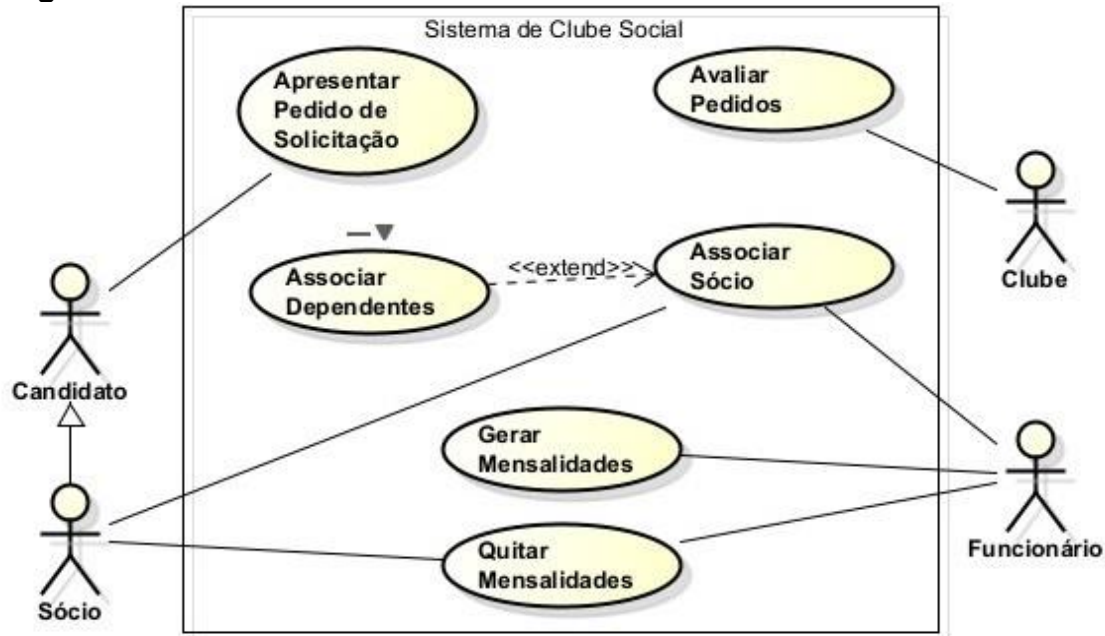 Sistema de Clube Social
Apresentar
Pedido de
Solicitação
Avaliar
Pedidos
Associar
Dependentes
<<extend>>
Associar
Sócio
Clube
Candidato
Gerar
Mensalidades
Quitar
Mensalidades
Funcionário
Sócio